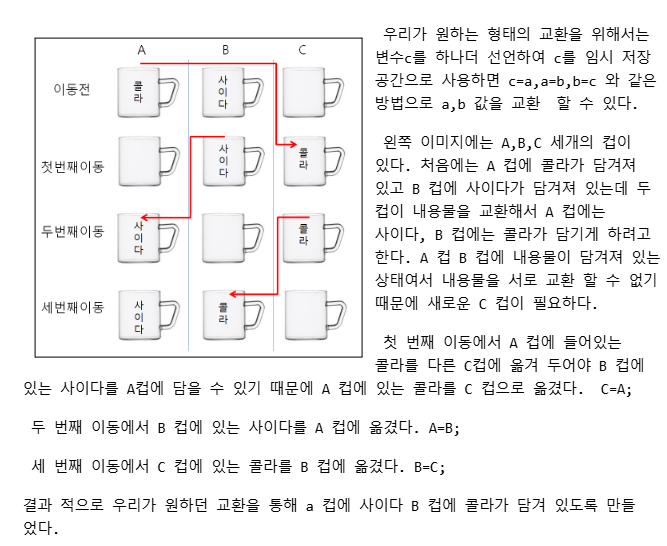 A B C
이동전 콜라 사이다
첫번째이동 사이다 콜라
두번째이동 사이다 콜라
세번째이동 사이다 콜라
우리가 원하는 형태의 교환을 위해서는
변수c를 하나더 선언하여 c를 임시 저장
공간으로 사용하면 c=a,a=b,b=c 와 같은
방법으로 a,b 값을 교환 할 수 있다.
왼쪽 이미지에는 A,B,C 세개의 컵이
있다. 처음에는 A 컵에 콜라가 담겨져
있고 B 컵에 사이다가 담겨져 있는데 두
컵이 내용물을 교환해서 A 컵에는
사이다, B 컵에는 콜라가 담기게 하려고
한다. A 컵 B 컵에 내용물이 담겨져 있는
상태여서 내용물을 서로 교환 할 수 없기
때문에 새로운 C 컵이 필요하다.
첫 번째 이동에서 A 컵에 들어있는
콜라를 다른 C컵에 옮겨 두어야 B 컵에
있는 사이다를 A컵에 담을 수 있기 때문에 A 컵에 있는 콜라를 C 컵으로 옮겼다. C=A;
두 번째 이동에서 B 컵에 있는 사이다를 A 컵에 옮겼다. A=B;
세 번째 이동에서 C 컵에 있는 콜라를 B 컵에 옮겼다. B=C;
결과 적으로 우리가 원하던 교환을 통해 a 컵에 사이다 B 컵에 콜라가 담겨 있도록 만들
었다.